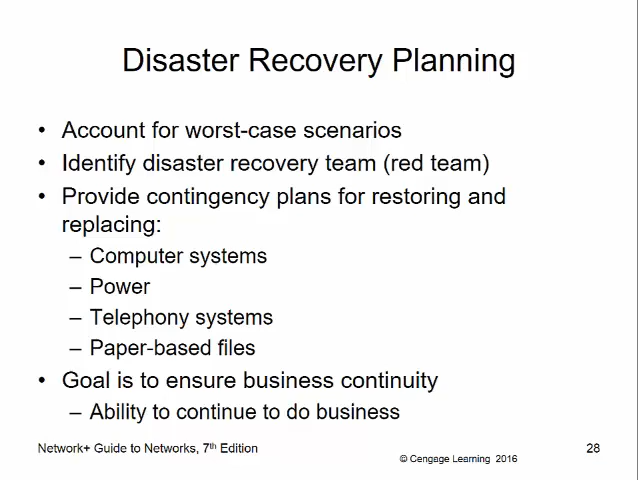 Disaster Recovery Planning
• Account for worst-case scenarios
• Identify disaster recovery team (red team)
• Provide contingency plans for restoring and
replacing:
– Computer systems
– Power
– Telephony systems
– Paper-based files
• Goal is to ensure business continuity
– Ability to continue to do business
Network+ Guide to Networks, 7th Edition
© Cengage Learning 2016
28